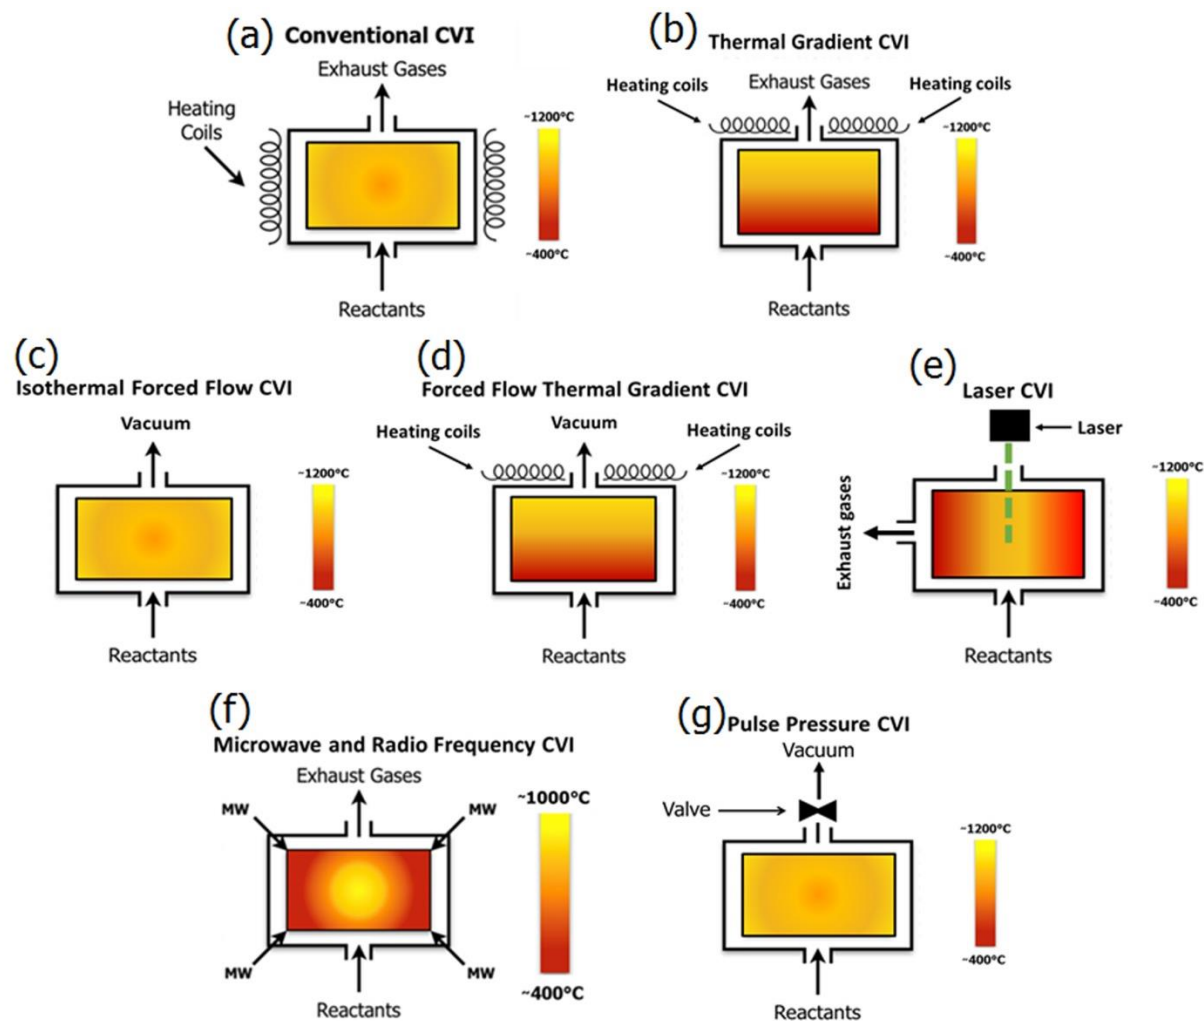 (a) Conventional CVI
Exhaust Gases
Heating
Coils
~1200°C
~400°C
Reactants
(b) Thermal Gradient CVI
Heating coils
Exhaust Gases
Heating coils
~1200°C
~400°C
Reactants
(c)
Isothermal Forced Flow CVI
Vacuum
~1200°C
~400°C
Reactants
(d)
Forced Flow Thermal Gradient CVI
Heating coils
Vacuum
Heating coils
~1200°C
~400°C
Reactants
(e)
Laser CVI
Laser
Exhaust gases
~1200°C
~400°C
Reactants
(f)
Microwave and Radio Frequency CVI
Exhaust Gases
MW
MW
MW
MW
~1000°C
~400°C
Reactants
(g) Pulse Pressure CVI
Vacuum
Valve
~1200°C
~400°C
Reactants